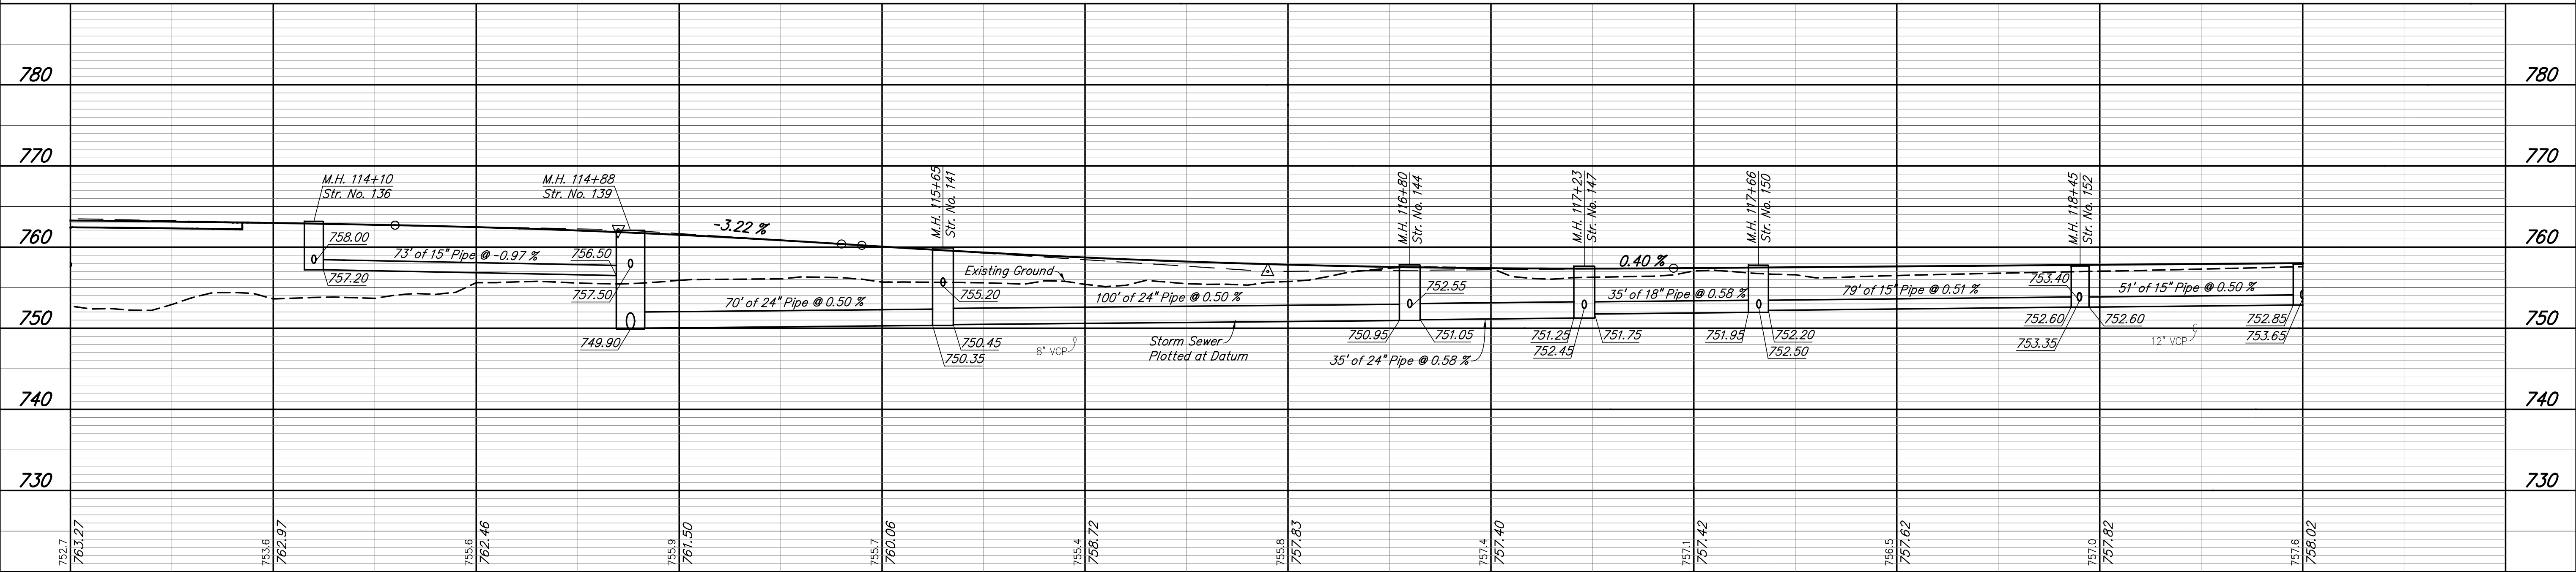 780
780
770
770
M.H. 114+10
Str. No. 136
M.H. 114+88
Str. No. 139
M.H. 115+65
Str. No. 141
M.H. 116+80
Str. No. 144
M.H. 117+23
Str. No. 147
M.H. 117+66
Str. No. 150
M.H. 118+45
Str. No. 152
760
760
-3.22 %
0.40 %
758.00
73' of 15" Pipe @ -0.97 %
756.50
757.20
757.50
Existing Ground
755.20
70' of 24" Pipe @ 0.50 %
100' of 24" Pipe @ 0.50 %
752.55
35' of 18" Pipe @ 0.58 %
79' of 15" Pipe @ 0.51 %
753.40
51' of 15" Pipe @ 0.50 %
750
750
749.90
750.45
750.35
8" VCP
Storm Sewer
Plotted at Datum
750.95
751.05
35' of 24" Pipe @ 0.58 %
751.25
752.45
751.75
751.95
752.20
752.50
752.60
753.35
752.60
12" VCP
752.85
753.65
740
740
730
730
752.7
763.27
753.6
762.97
755.6
762.46
755.9
761.50
755.7
760.06
755.4
758.72
755.8
757.83
757.4
757.40
757.1
757.42
756.5
757.62
757.0
757.82
757.6
758.02